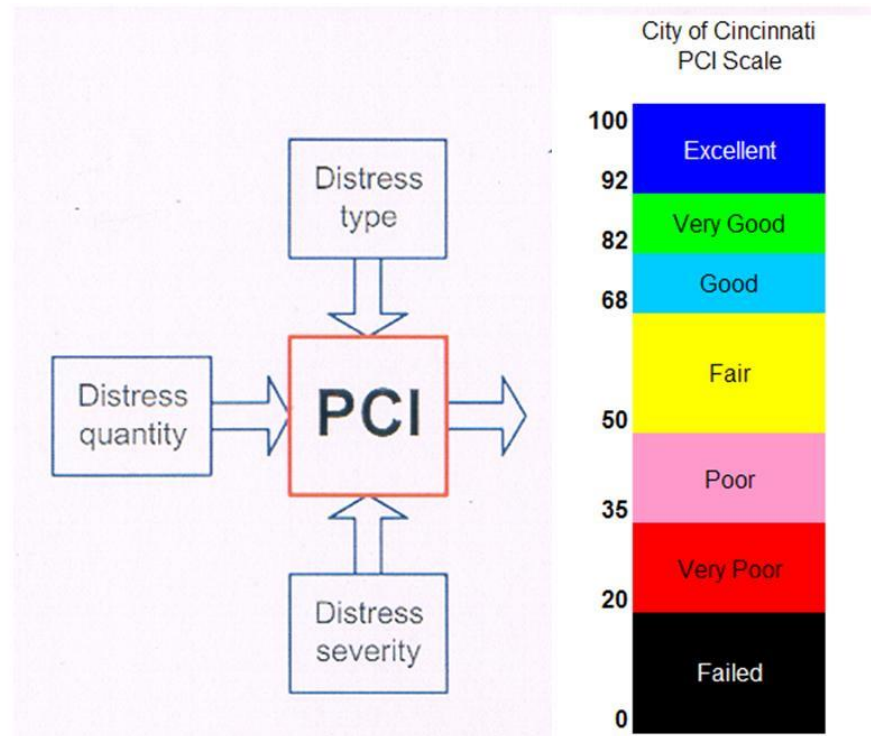 City of Cincinnati
PCI Scale
Distress
type
Distress
quantity
PCI
Distress
severity
100
Excellent
92
Very Good
82
Good
68
Fair
50
Poor
35
Very Poor
20
Failed
0